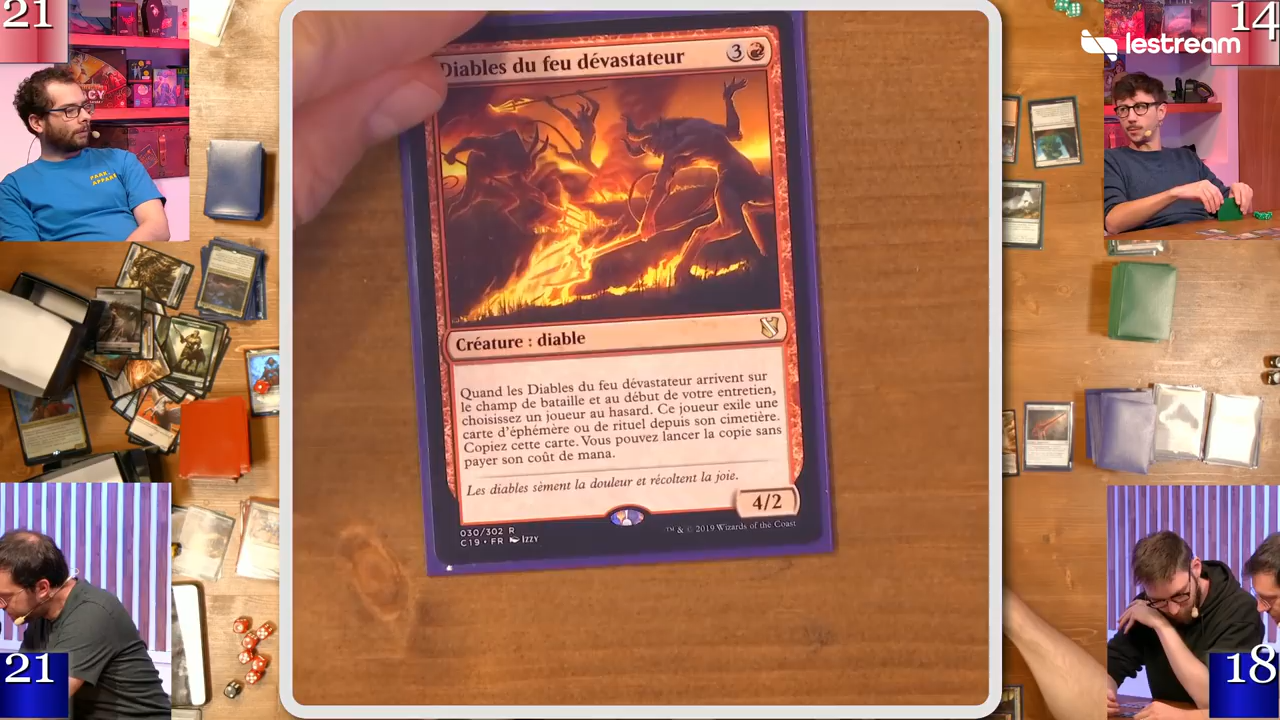 21
14
lestream
Diables du feu dévastateur
3
Créature : diable
Quand les Diables du feu dévastateur arrivent sur
le champ de bataille et au début de votre entretien,
choisissez un joueur au hasard. Ce joueur exile une
carte d'éphémère ou de rituel depuis son cimetière.
Copiez cette carte. Vous pouvez lancer la copie sans
payer son coût de mana.
Les diables sèment la douleur et récoltent la joie.
4/2
030/302 R
C19 • FR Izzy
™ & © 2019 Wizards of the Coast
21
18